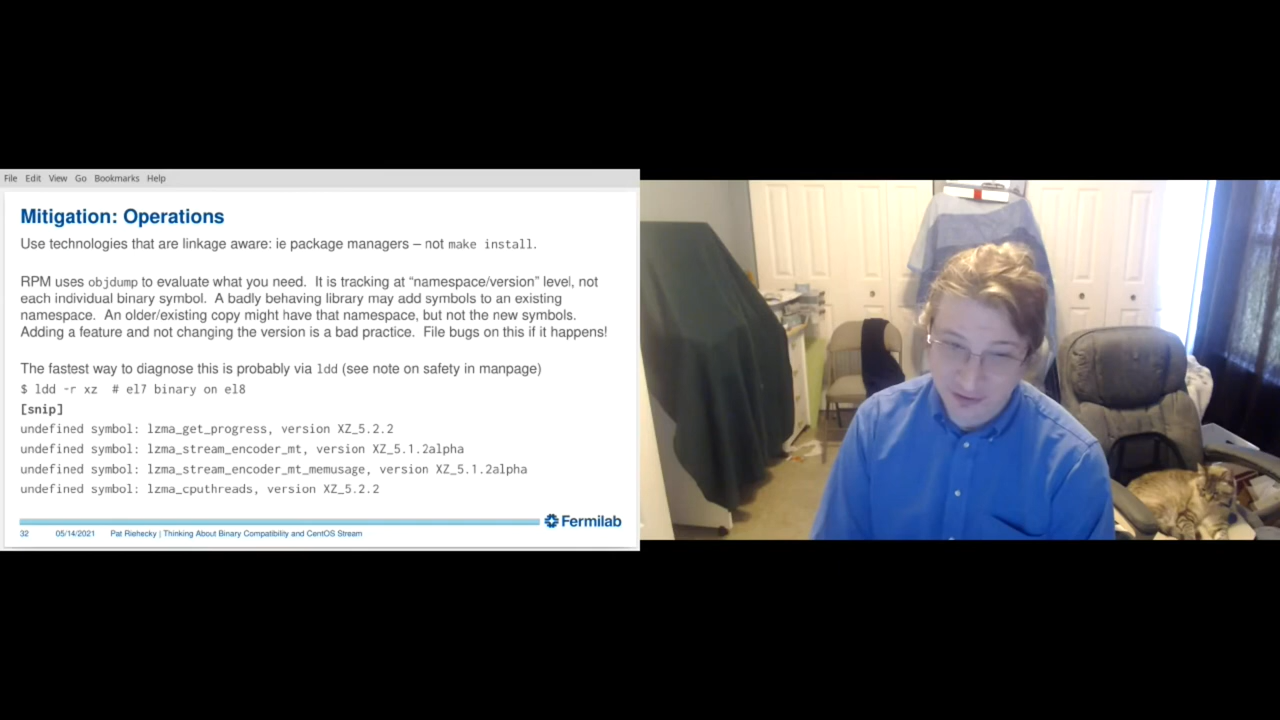 File Edit View Go Bookmarks Help
Mitigation: Operations
Use technologies that are linkage aware: ie package managers – not make install.
RPM uses objdump to evaluate what you need. It is tracking at “namespace/version” level, not
each individual binary symbol. A badly behaving library may add symbols to an existing
namespace. An older/existing copy might have that namespace, but not the new symbols.
Adding a feature and not changing the version is a bad practice. File bugs on this if it happens!
The fastest way to diagnose this is probably via ldd (see note on safety in manpage)
$ ldd -r xz # el7 binary on el8
[snip]
undefined symbol: lzma_get_progress, version XZ_5.2.2
undefined symbol: lzma_stream_encoder_mt, version XZ_5.1.2alpha
undefined symbol: lzma_stream_encoder_mt_memusage, version XZ_5.1.2alpha
undefined symbol: lzma_cputhreads, version XZ_5.2.2
Fermilab
32 05/14/2021 Pat Riehecky | Thinking About Binary Compatibility and CentOS Stream